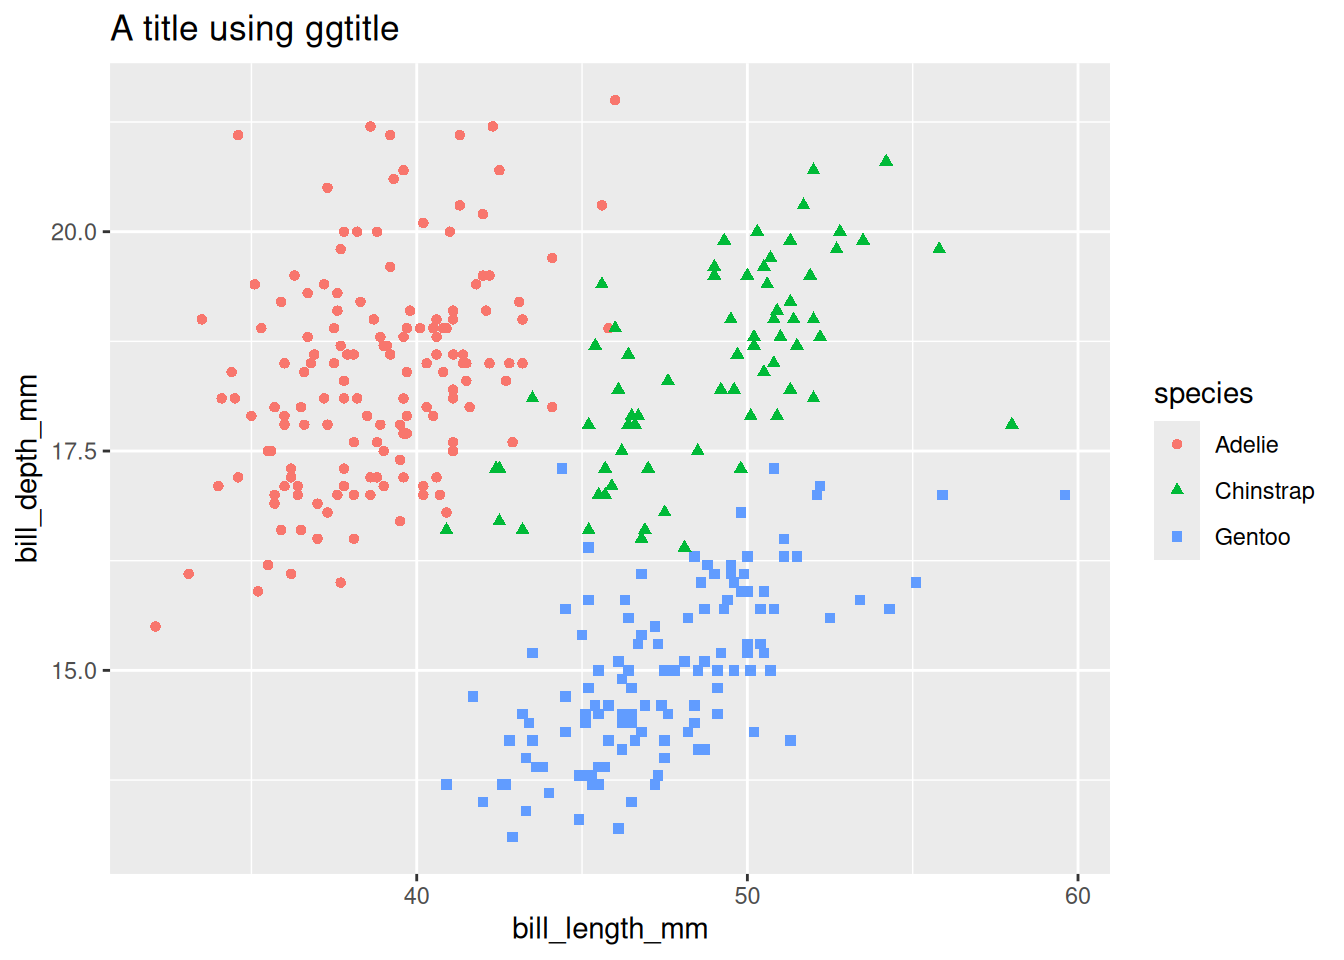 A title using ggtitle
20.0
17.5
15.0
bill_depth_mm
40
50
60
bill_length_mm
species
Adelie
Chinstrap
Gentoo